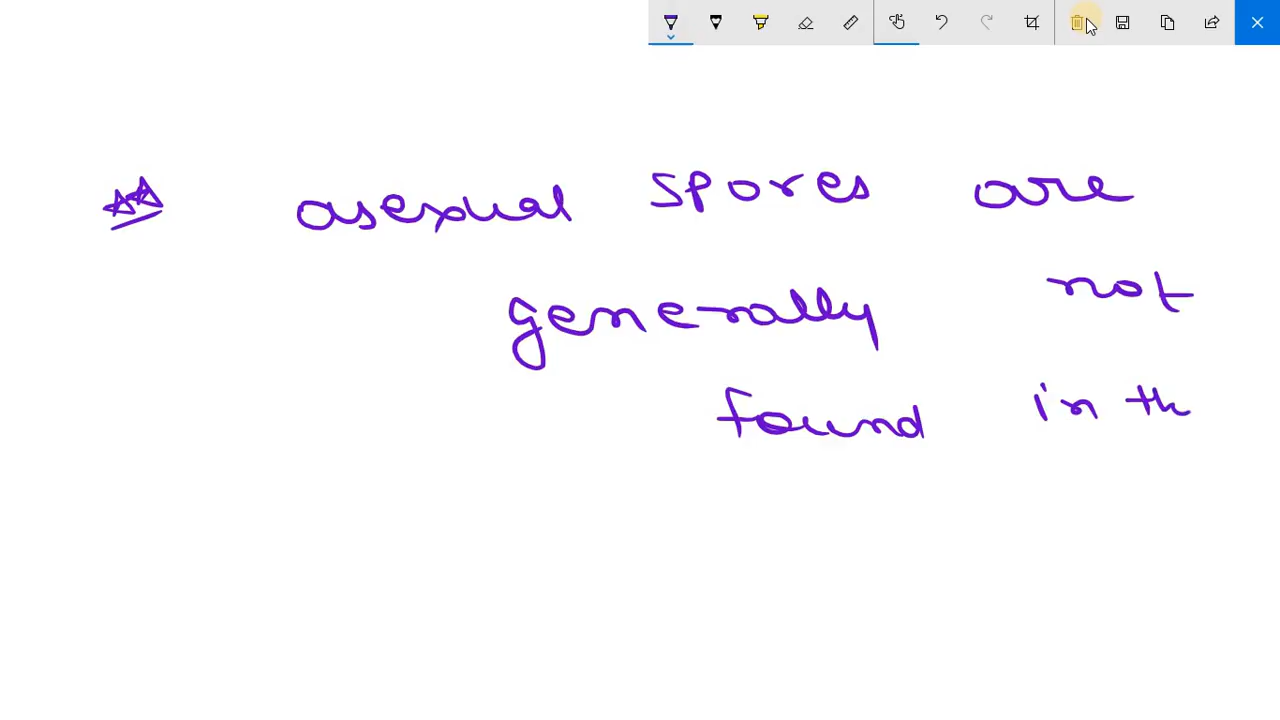 asexual spores are
generally not
found in th